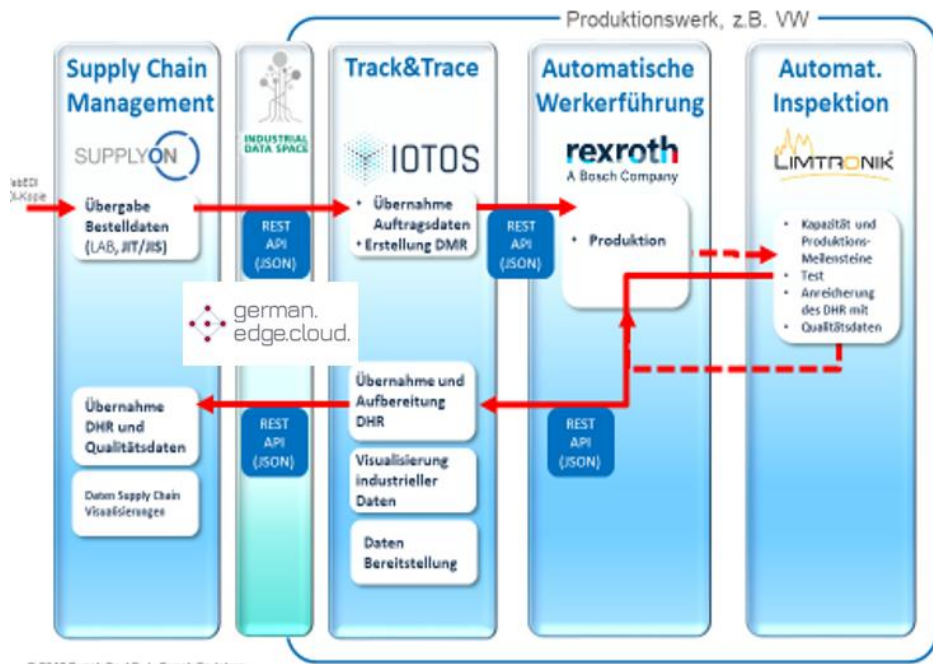 Produktionswerk, z.B. VW
Supply Chain
Management
SUPPLYON
Übergabe
Bestelldaten
(LAB, JIT/JIS)
INDUSTRIAL
DATA SPACE
REST
API
(JSON)
Track&Trace
IOTOS
• Übernahme
Auftragsdaten
• Erstellung DMR
REST
API
(JSON)
Automatische
Werkerführung
rexroth
A Bosch Company
• Produktion
Automat.
Inspektion
LIMTRONIK
• Kapazität und
Produktions-
Meilensteine
• Test
• Anreicherung
des DHR mit
• Qualitätsdaten
german.
edge.cloud.
Übernahme
DHR und
Qualitätsdaten
Daten Supply Chain
Visualisierungen
REST
API
(JSON)
Übernahme und
Aufbereitung
DHR
Visualisierung
industrieller
Daten
Daten
Bereitstellung
REST
API
(JSON)